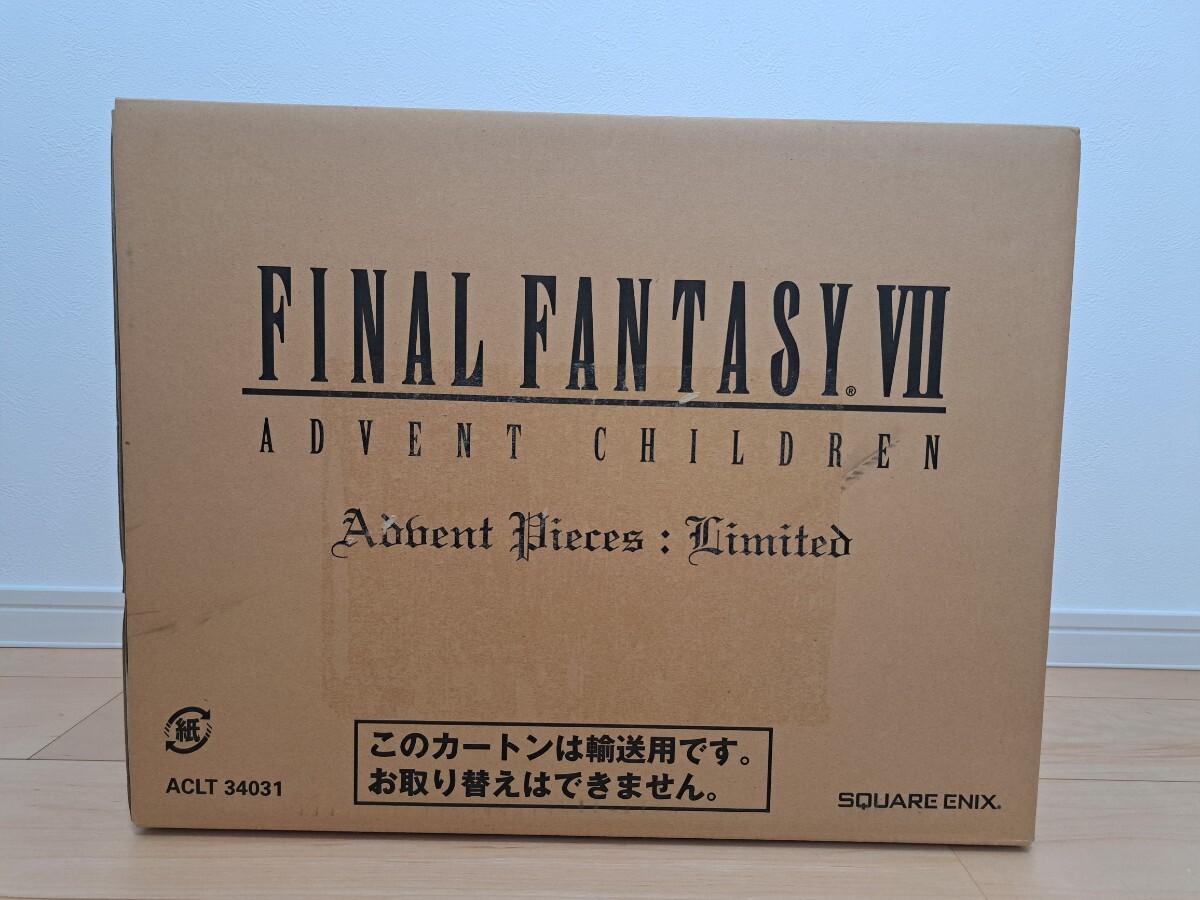 FINAL FANTASY® VII
ADVENT CHILDREN
Advent Pieces : Limited
紙
ACLT 34031
このカートンは輸送用です。
お取り替えはできません。
SQUARE ENIX®